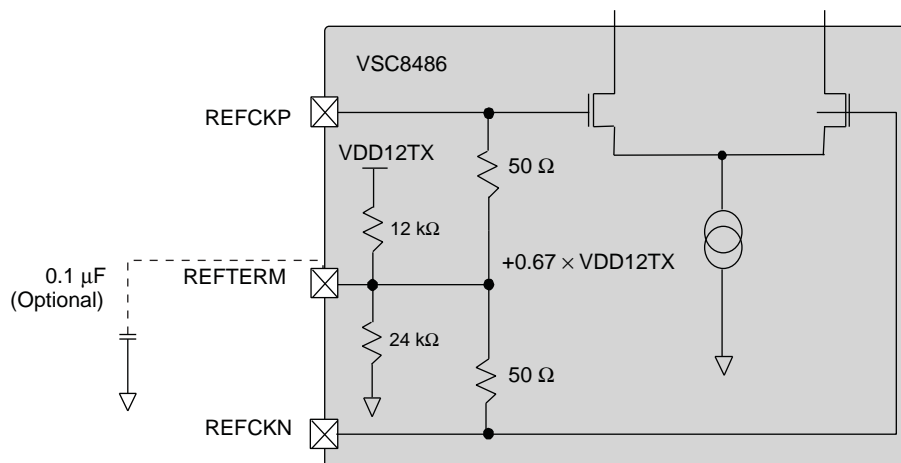 VSC8486
REFCKP
VDD12TX
50 Ω
12 kΩ
0.1 μF
(Optional)
REFTERM
+0.67 × VDD12TX
24 kΩ
50 Ω
REFCKN